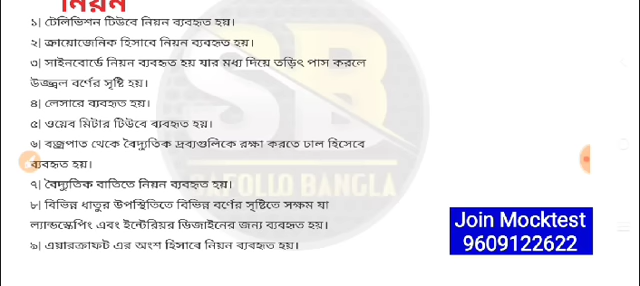 নিয়ন
১| টেলিভিশন টিউবে নিয়ন ব্যবহৃত হয়।
২| ক্রায়োজেনিক হিসাবে নিয়ন ব্যবহৃত হয়।
৩| সাইনবোর্ডে নিয়ন ব্যবহৃত হয় যার মধ্য দিয়ে তড়িৎ পাস করলে
উজ্জ্বল বর্ণের সৃষ্টি হয়।
৪| লেসারে ব্যবহৃত হয়।
৫| ওয়েব মিটার টিউবে ব্যবহৃত হয়।
৬| বজ্রপাত থেকে বৈদ্যুতিক দ্রব্যগুলিকে রক্ষা করতে ঢাল হিসেবে
ব্যবহৃত হয়।
৭| বৈদ্যুতিক বাতিতে নিয়ন ব্যবহৃত হয়।
৮| বিভিন্ন ধাতুর উপস্থিতিতে বিভিন্ন বর্ণের সৃষ্টিতে সক্ষম যা
ল্যান্ডস্কেপিং এবং ইন্টেরিয়র ডিজাইনের জন্য ব্যবহৃত হয়।
৯| এয়ারক্রাফট এর অংশ হিসাবে নিয়ন ব্যবহৃত হয়।
SB
AFOLLO BANGLA
Join Mocktest
9609122622